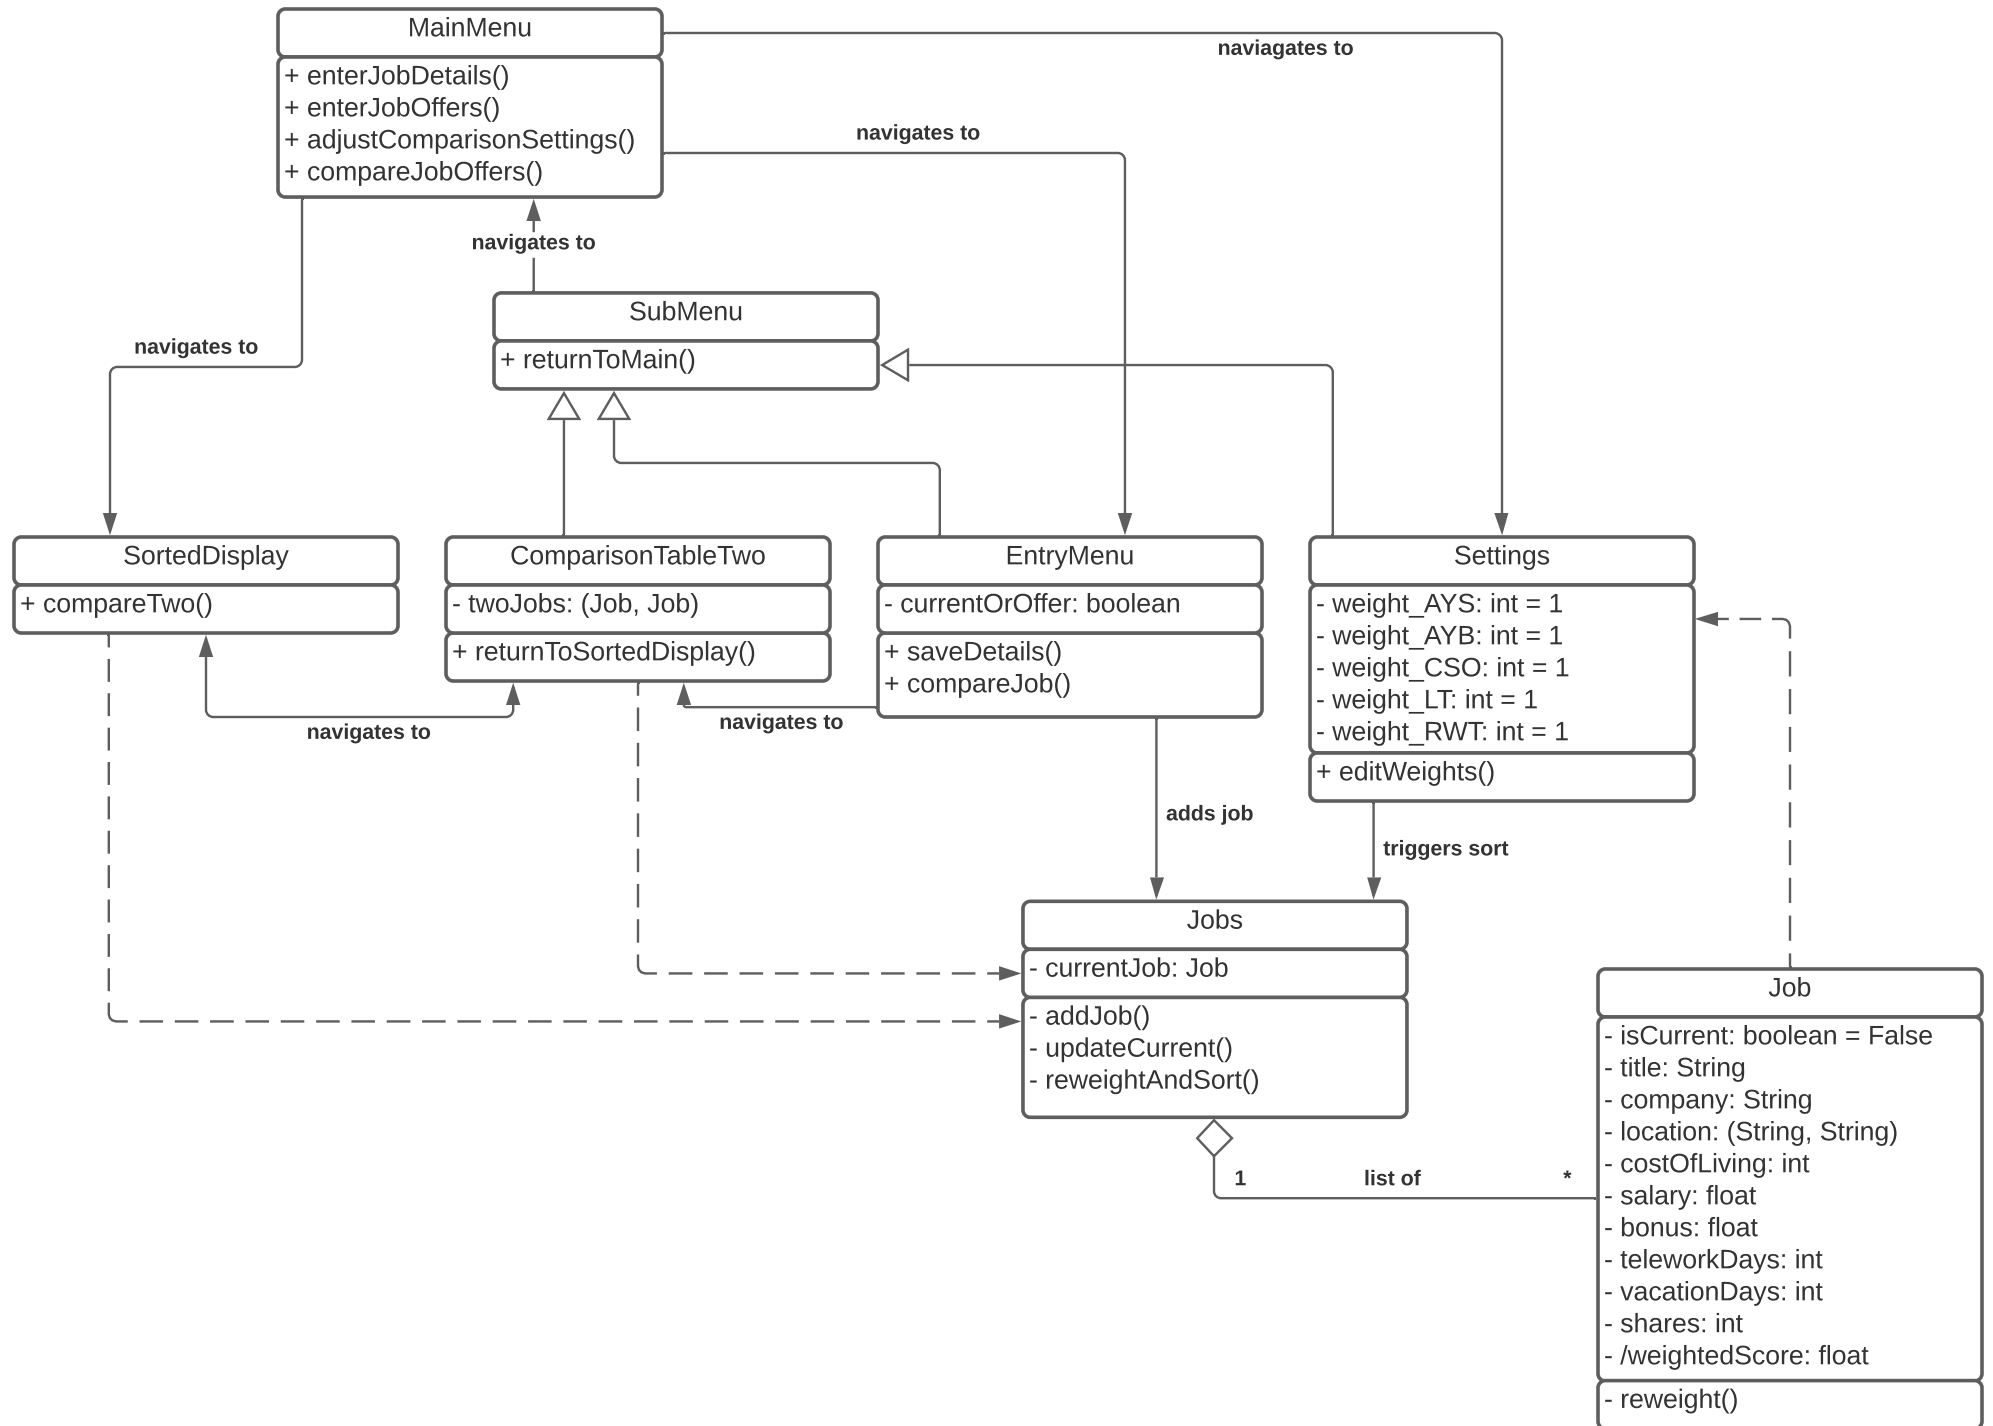 MainMenu
+ enterJobDetails()
+ enterJobOffers()
+ adjustComparisonSettings()
+ compareJobOffers()
naviagates to
navigates to
navigates to
navigates to
SubMenu
+ returnToMain()
SortedDisplay
+ compareTwo()
ComparisonTableTwo
- twoJobs: (Job, Job)
+ returnToSortedDisplay()
EntryMenu
- currentOrOffer: boolean
+ saveDetails()
+ compareJob()
Settings
- weight_AYS: int = 1
- weight_AYB: int = 1
- weight_CSO: int = 1
- weight_LT: int = 1
- weight_RWT: int = 1
+ editWeights()
navigates to
navigates to
adds job
triggers sort
Jobs
- currentJob: Job
- addJob()
- updateCurrent()
- reweightAndSort()
1
list of
*
Job
- isCurrent: boolean = False
- title: String
- company: String
- location: (String, String)
- costOfLiving: int
- salary: float
- bonus: float
- teleworkDays: int
- vacationDays: int
- shares: int
- /weightedScore: float
- reweight()